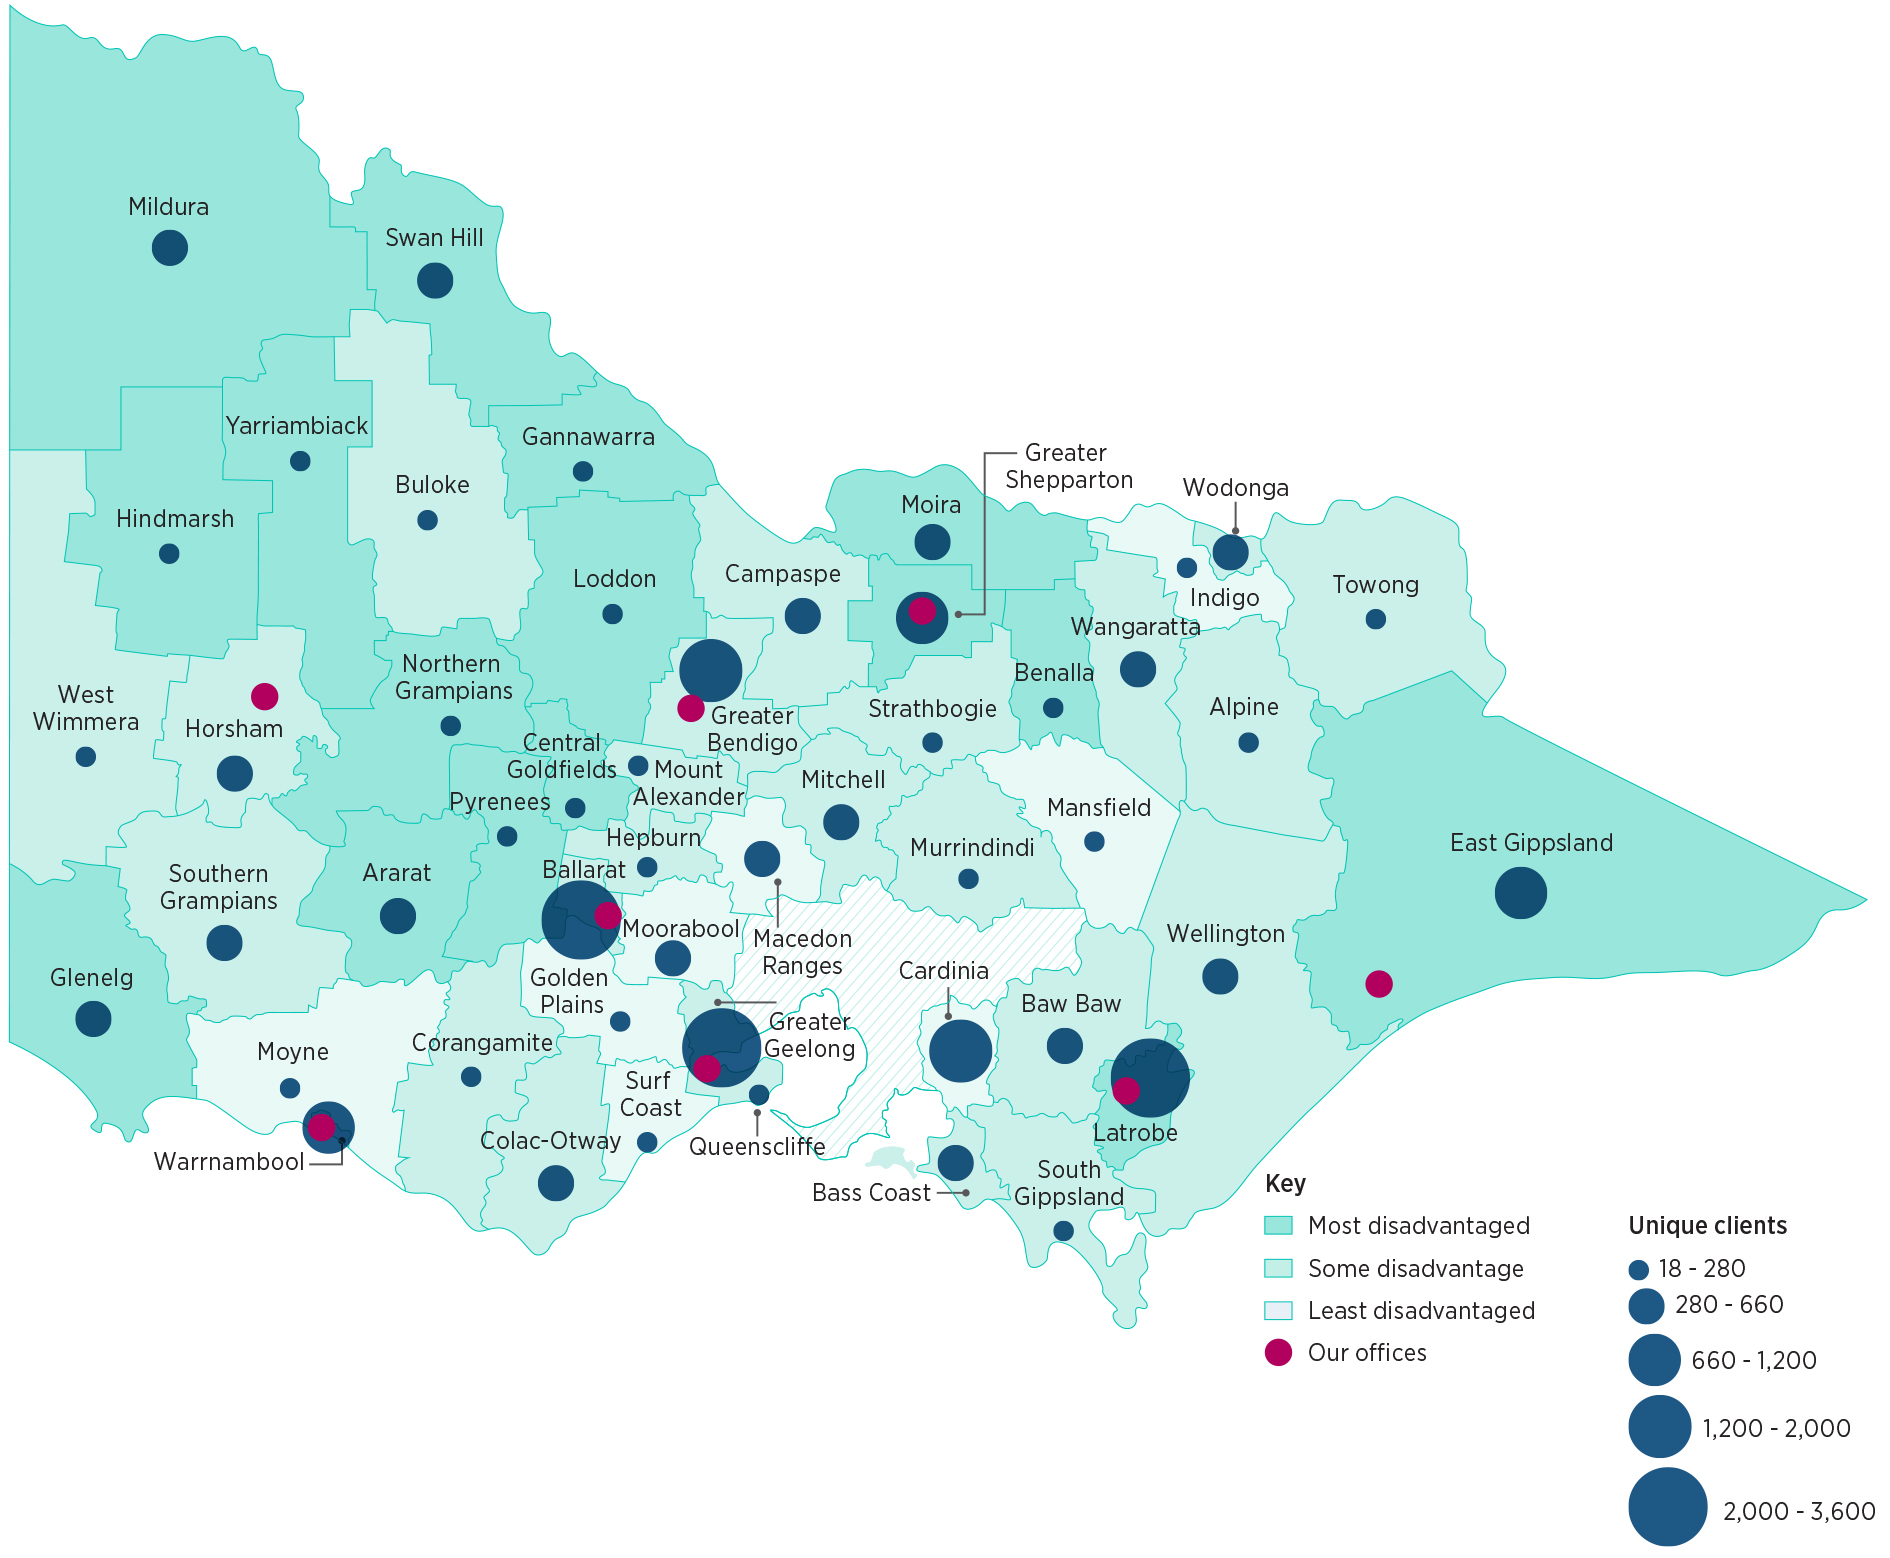 Mildura
Swan Hill
Yarriambiack
Gannawarra
Greater
Shepparton
Buloke
Wodonga
Moira
Hindmarsh
Loddon
Campaspe
Towong
Indigo
Wangaratta
Northern
Grampians
Benalla
West
Wimmera
Strathbogie
Alpine
Greater
Bendigo
Horsham
Central
Goldfields
Mount
Alexander
Mitchell
Pyrenees
Mansfield
Hepburn
East Gippsland
Murrindindi
Ballarat
Southern
Grampians
Ararat
Moorabool
Macedon
Ranges
Wellington
Cardinia
Glenelg
Golden
Plains
Baw Baw
Greater
Geelong
Corangamite
Moyne
Surf
Coast
Latrobe
Colac-Otway
Queenscliffe
Warrnambool
South
Gippsland
Bass Coast
Key
Most disadvantaged
Some disadvantage
Least disadvantaged
Our offices
Unique clients
18 - 280
280 - 660
660 - 1,200
1,200 - 2,000
2,000 - 3,600